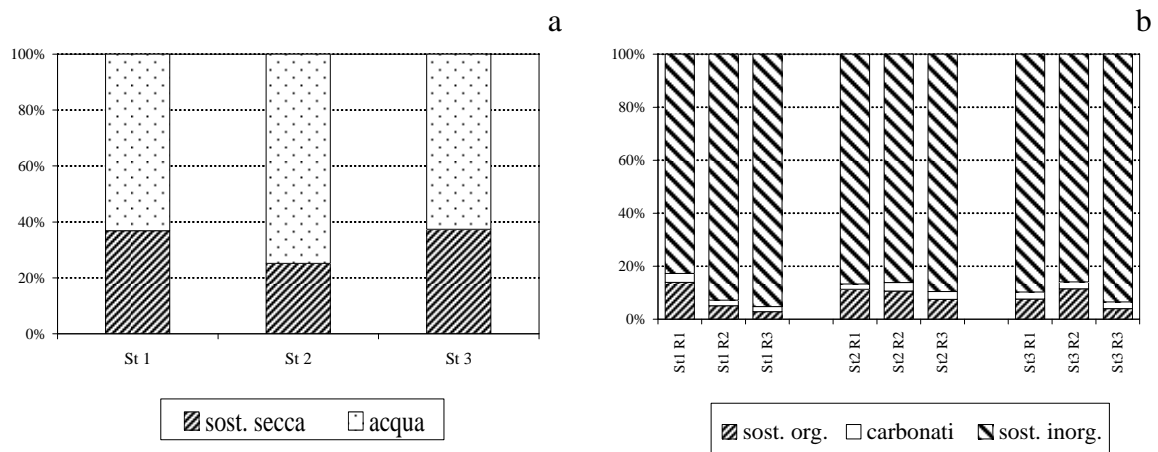 a
100%
80%
60%
40%
20%
0%
St 1 St 2 St 3
sost. secca acqua
b
100%
80%
60%
40%
20%
0%
St1 R1 St1 R2 St1 R3 St2 R1 St2 R2 St2 R3 St3 R1 St3 R2 St3 R3
sost. org. carbonati sost. inorg.